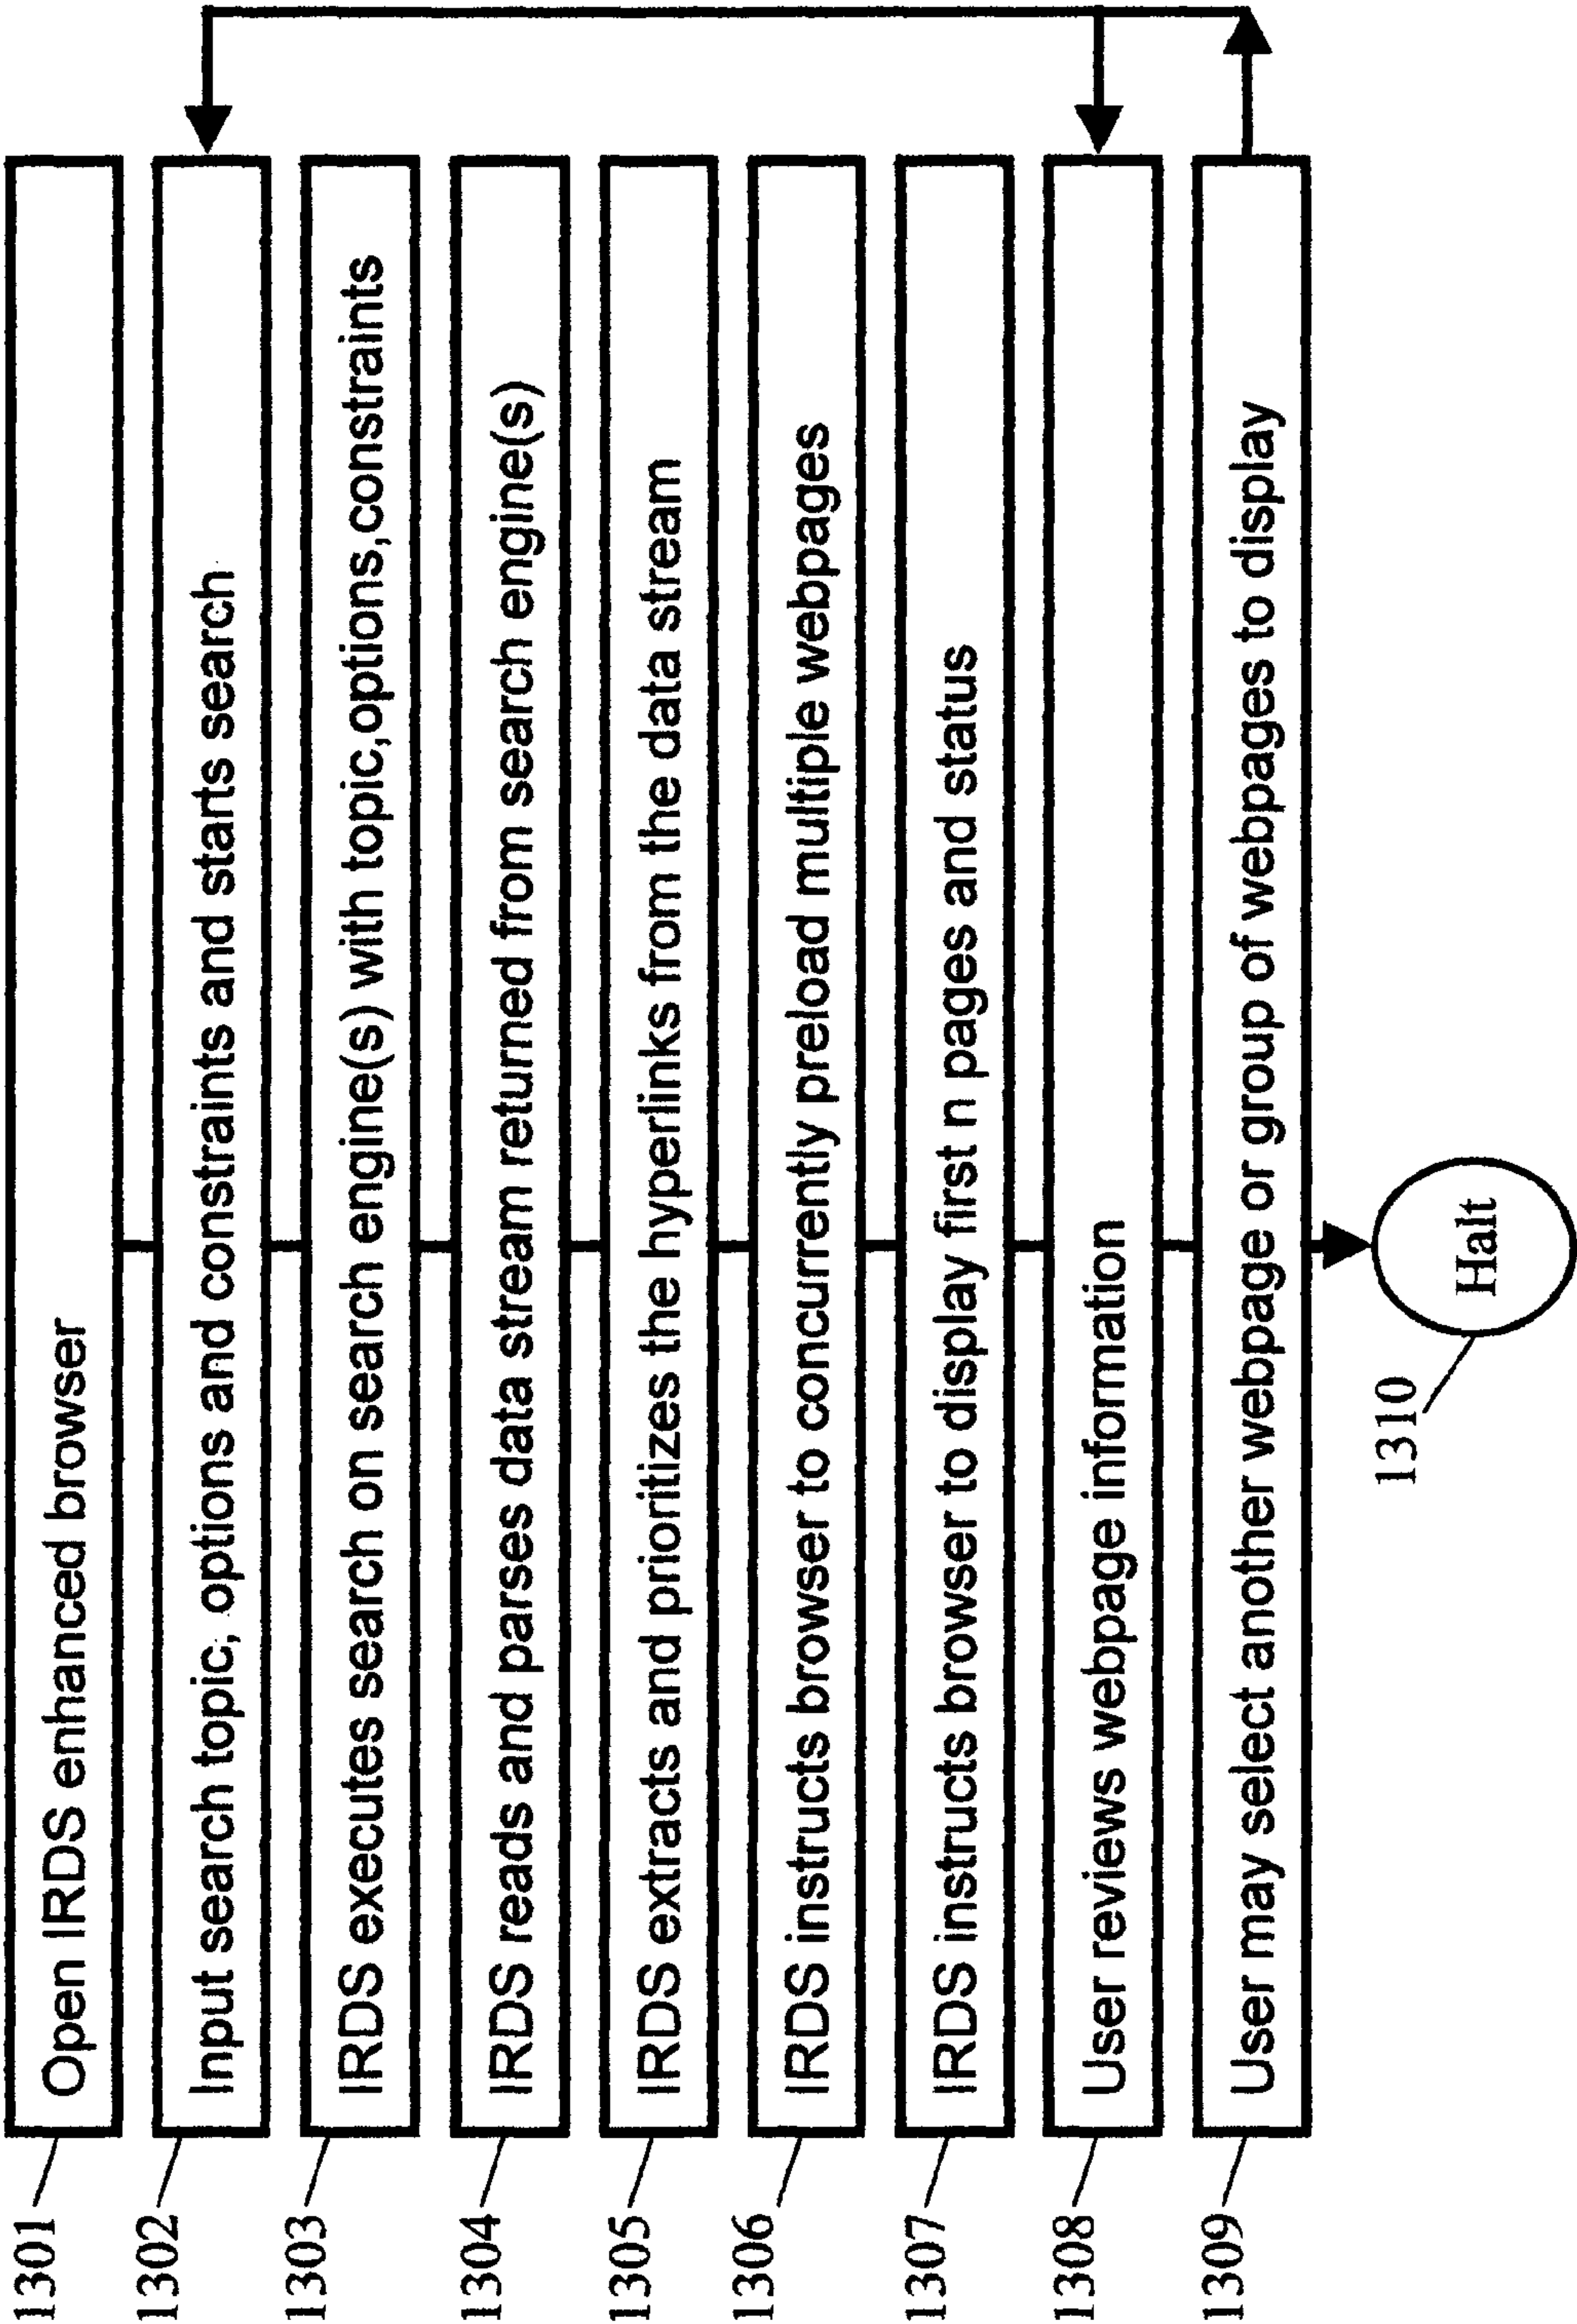 1301 Open IRDS enhanced browser
1302 Input search topic, options and constraints and starts search
1303 IRDS executes search on search engine(s) with topic,options,constraints
1304 IRDS reads and parses data stream returned from search engine(s)
1305 IRDS extracts and prioritizes the hyperlinks from the data stream
1306 IRDS instructs browser to concurrently preload multiple webpages
1307 IRDS instructs browser to display first n pages and status
1308 User reviews webpage information
1309 User may select another webpage or group of webpages to display
1310 Halt